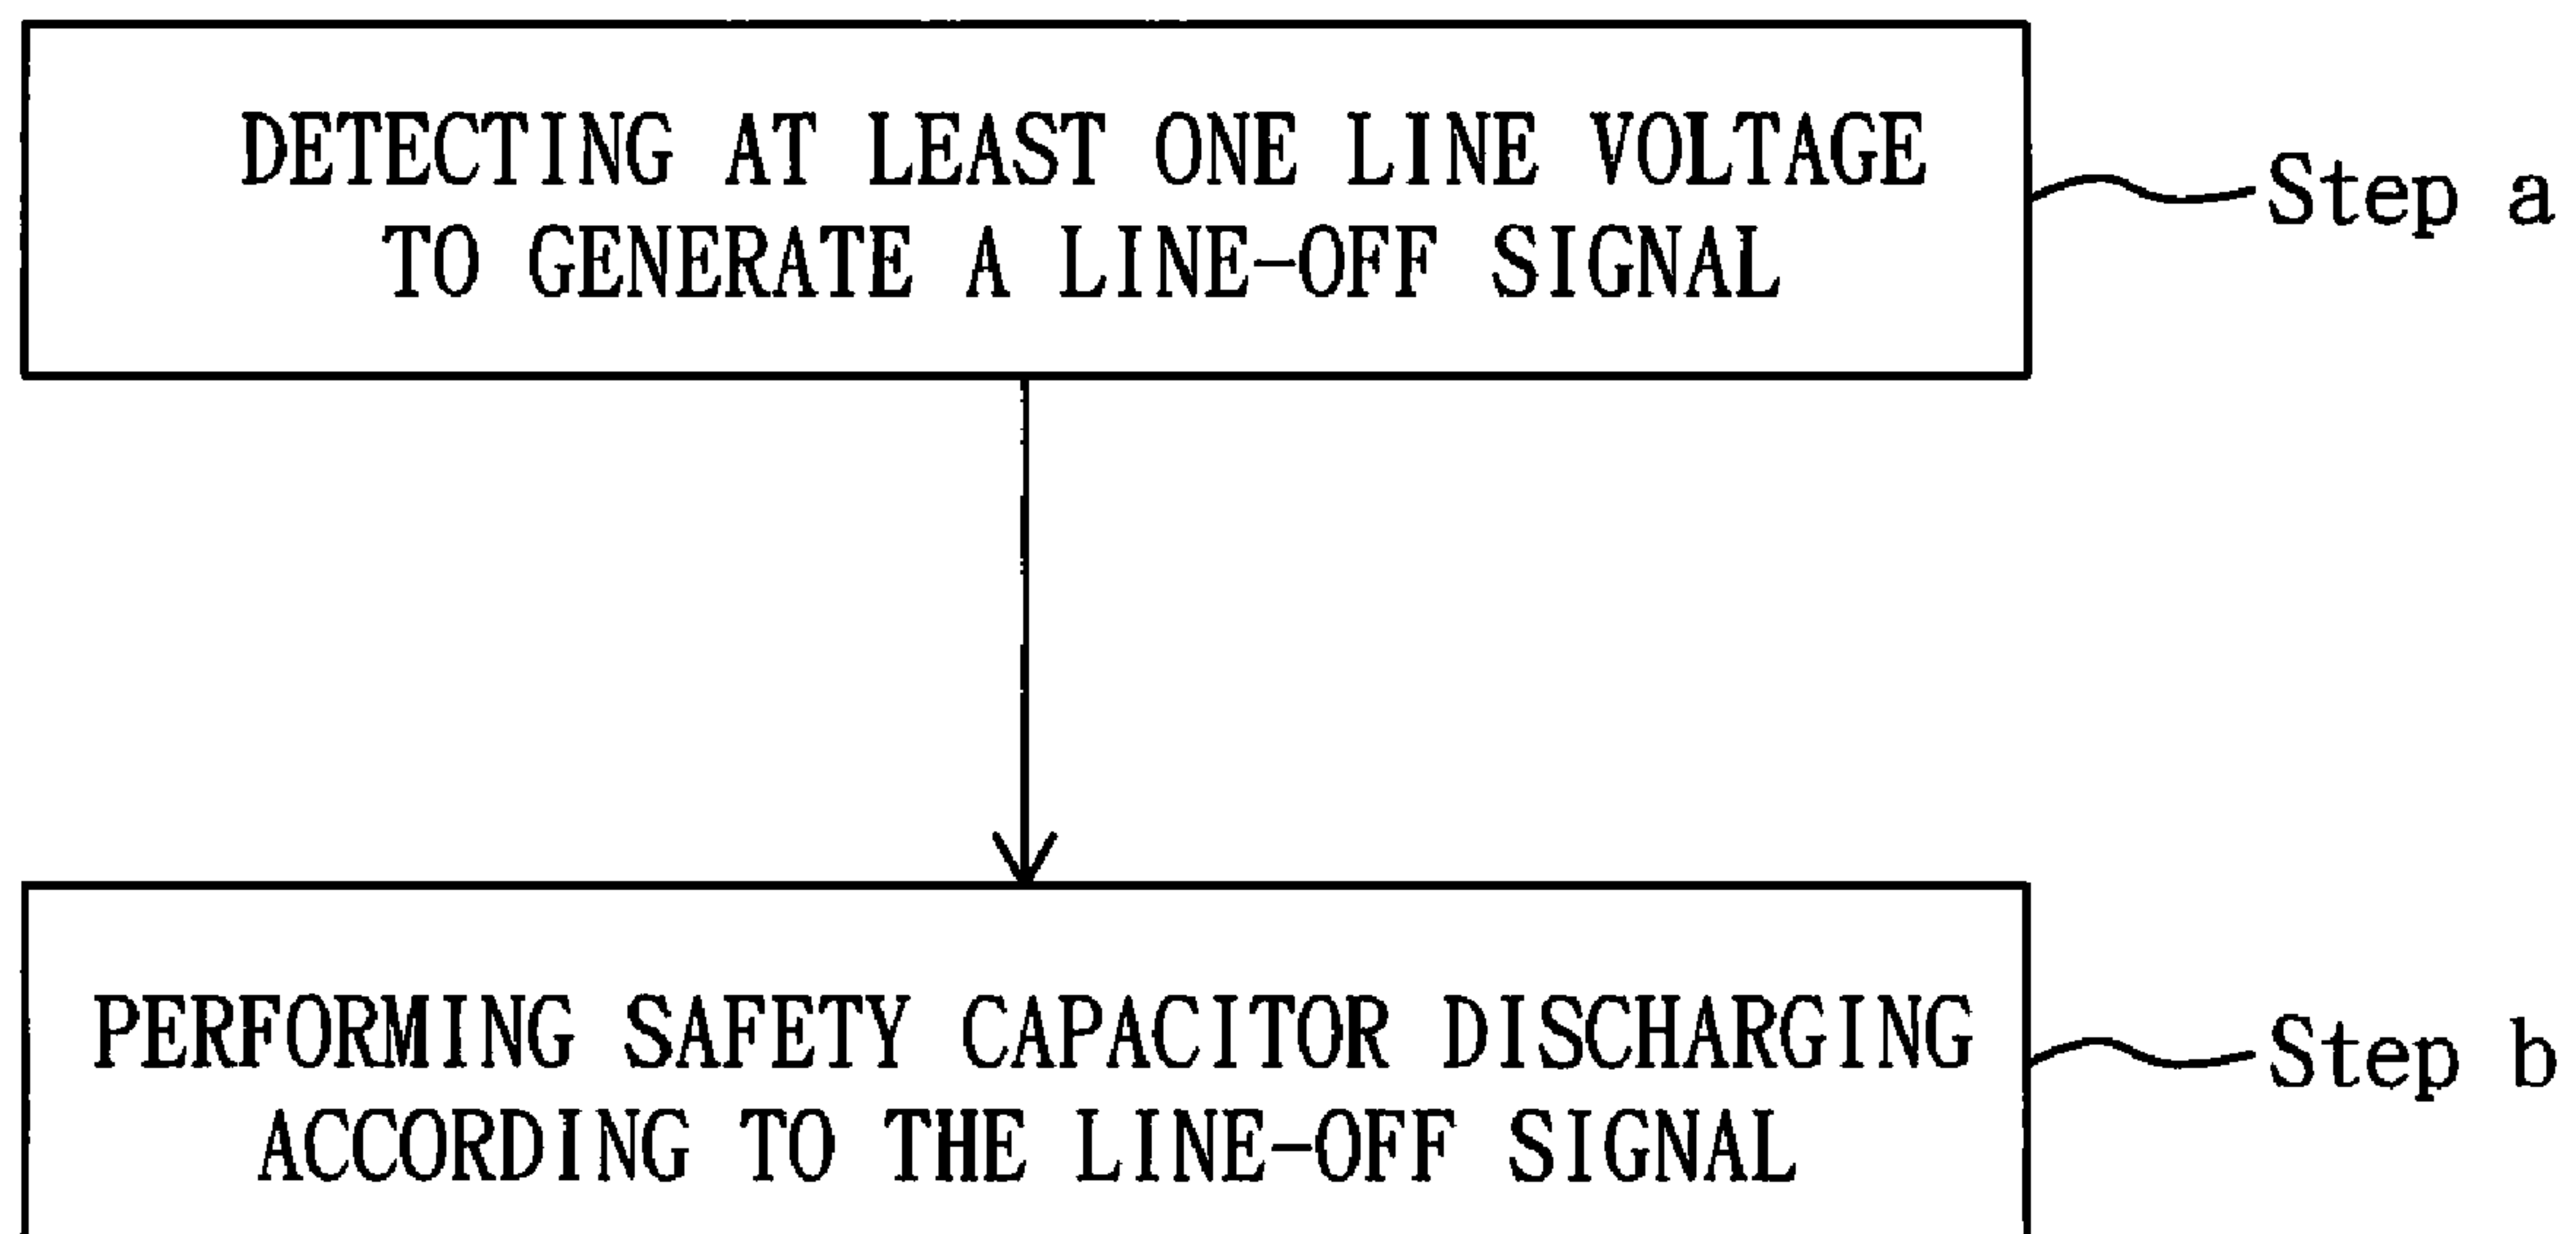 DETECTING AT LEAST ONE LINE VOLTAGE
TO GENERATE A LINE-OFF SIGNAL
Step a
PERFORMING SAFETY CAPACITOR DISCHARGING
ACCORDING TO THE LINE-OFF SIGNAL
Step b